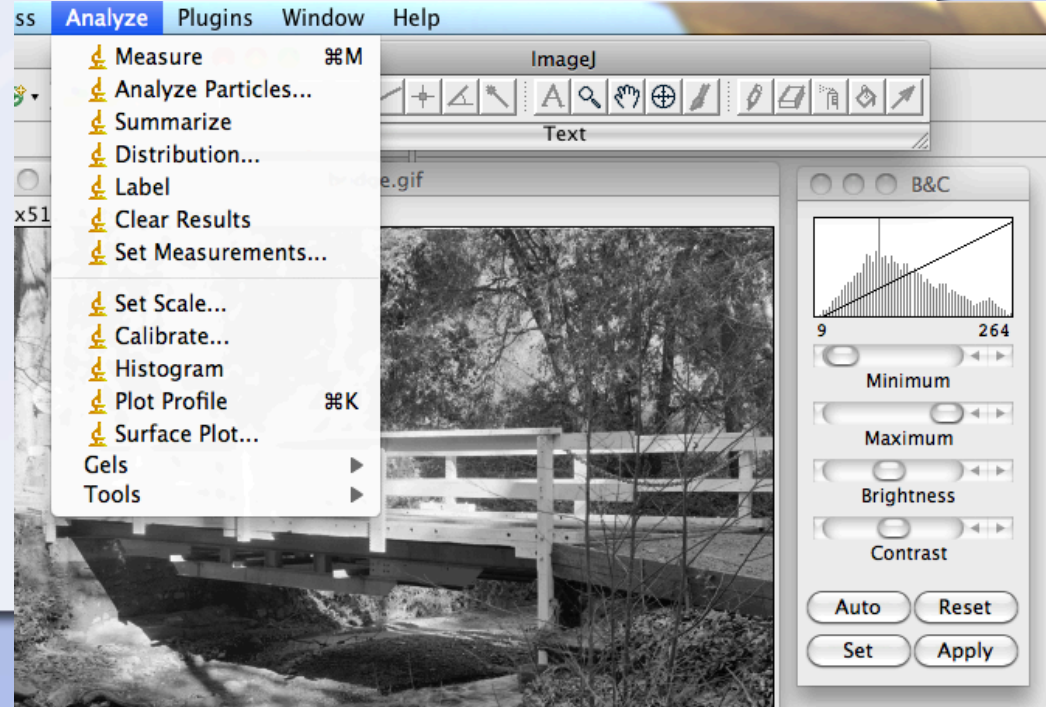 ss Analyze Plugins Window Help
Measure ⌘M
Analyze Particles...
Summarize
Distribution...
Label
Clear Results
Set Measurements...
Set Scale...
Calibrate...
Histogram
Plot Profile ⌘K
Surface Plot...
Gels
Tools
ImageJ
A
Text
bridge.gif
x51
B&C
9 264
Minimum
Maximum
Brightness
Contrast
Auto Reset
Set Apply